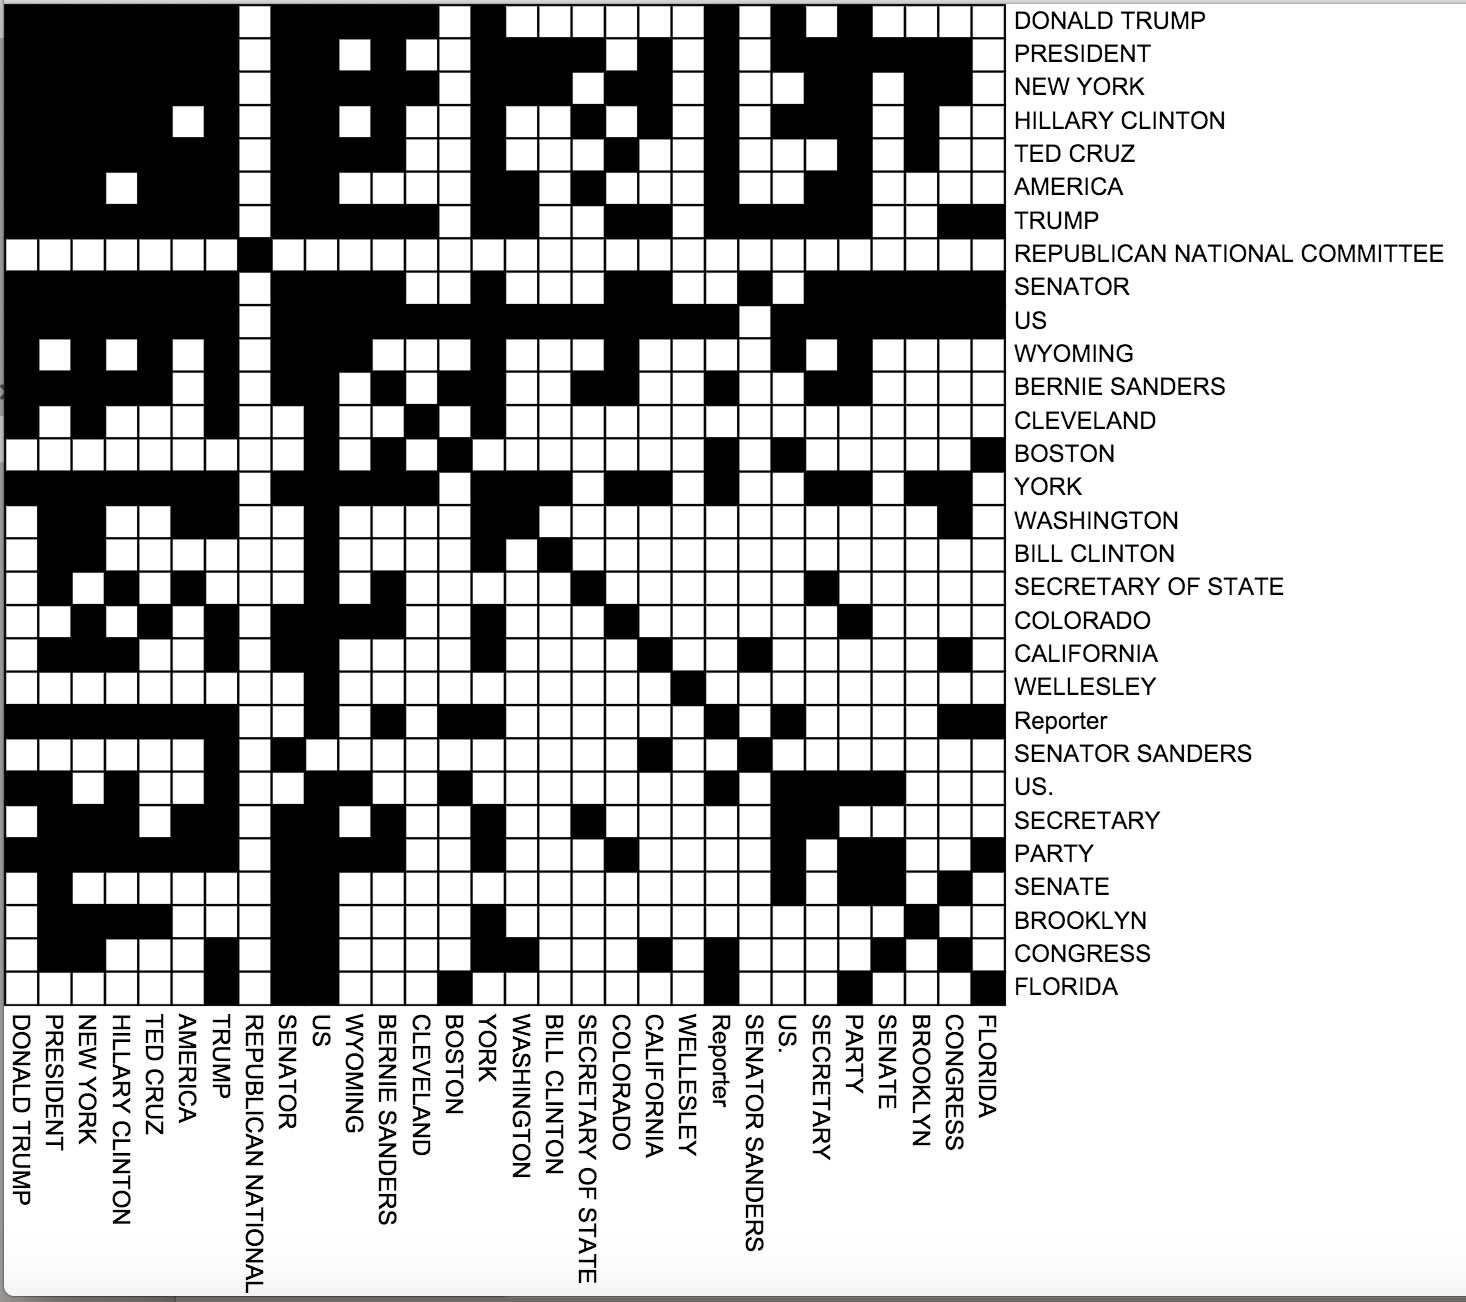 DONALD TRUMP
PRESIDENT
NEW YORK
HILLARY CLINTON
TED CRUZ
AMERICA
TRUMP
REPUBLICAN NATIONAL COMMITTEE
SENATOR
US
WYOMING
BERNIE SANDERS
CLEVELAND
BOSTON
YORK
WASHINGTON
BILL CLINTON
SECRETARY OF STATE
COLORADO
CALIFORNIA
WELLESLEY
Reporter
SENATOR SANDERS
US.
SECRETARY
PARTY
SENATE
BROOKLYN
CONGRESS
FLORIDA
DONALD TRUMP
PRESIDENT
NEW YORK
HILLARY CLINTON
TED CRUZ
AMERICA
TRUMP
REPUBLICAN NATIONAL
SENATOR
US
WYOMING
BERNIE SANDERS
CLEVELAND
BOSTON
YORK
WASHINGTON
BILL CLINTON
SECRETARY OF STATE
COLORADO
CALIFORNIA
WELLESLEY
Reporter
SENATOR SANDERS
US.
SECRETARY
PARTY
SENATE
BROOKLYN
CONGRESS
FLORIDA